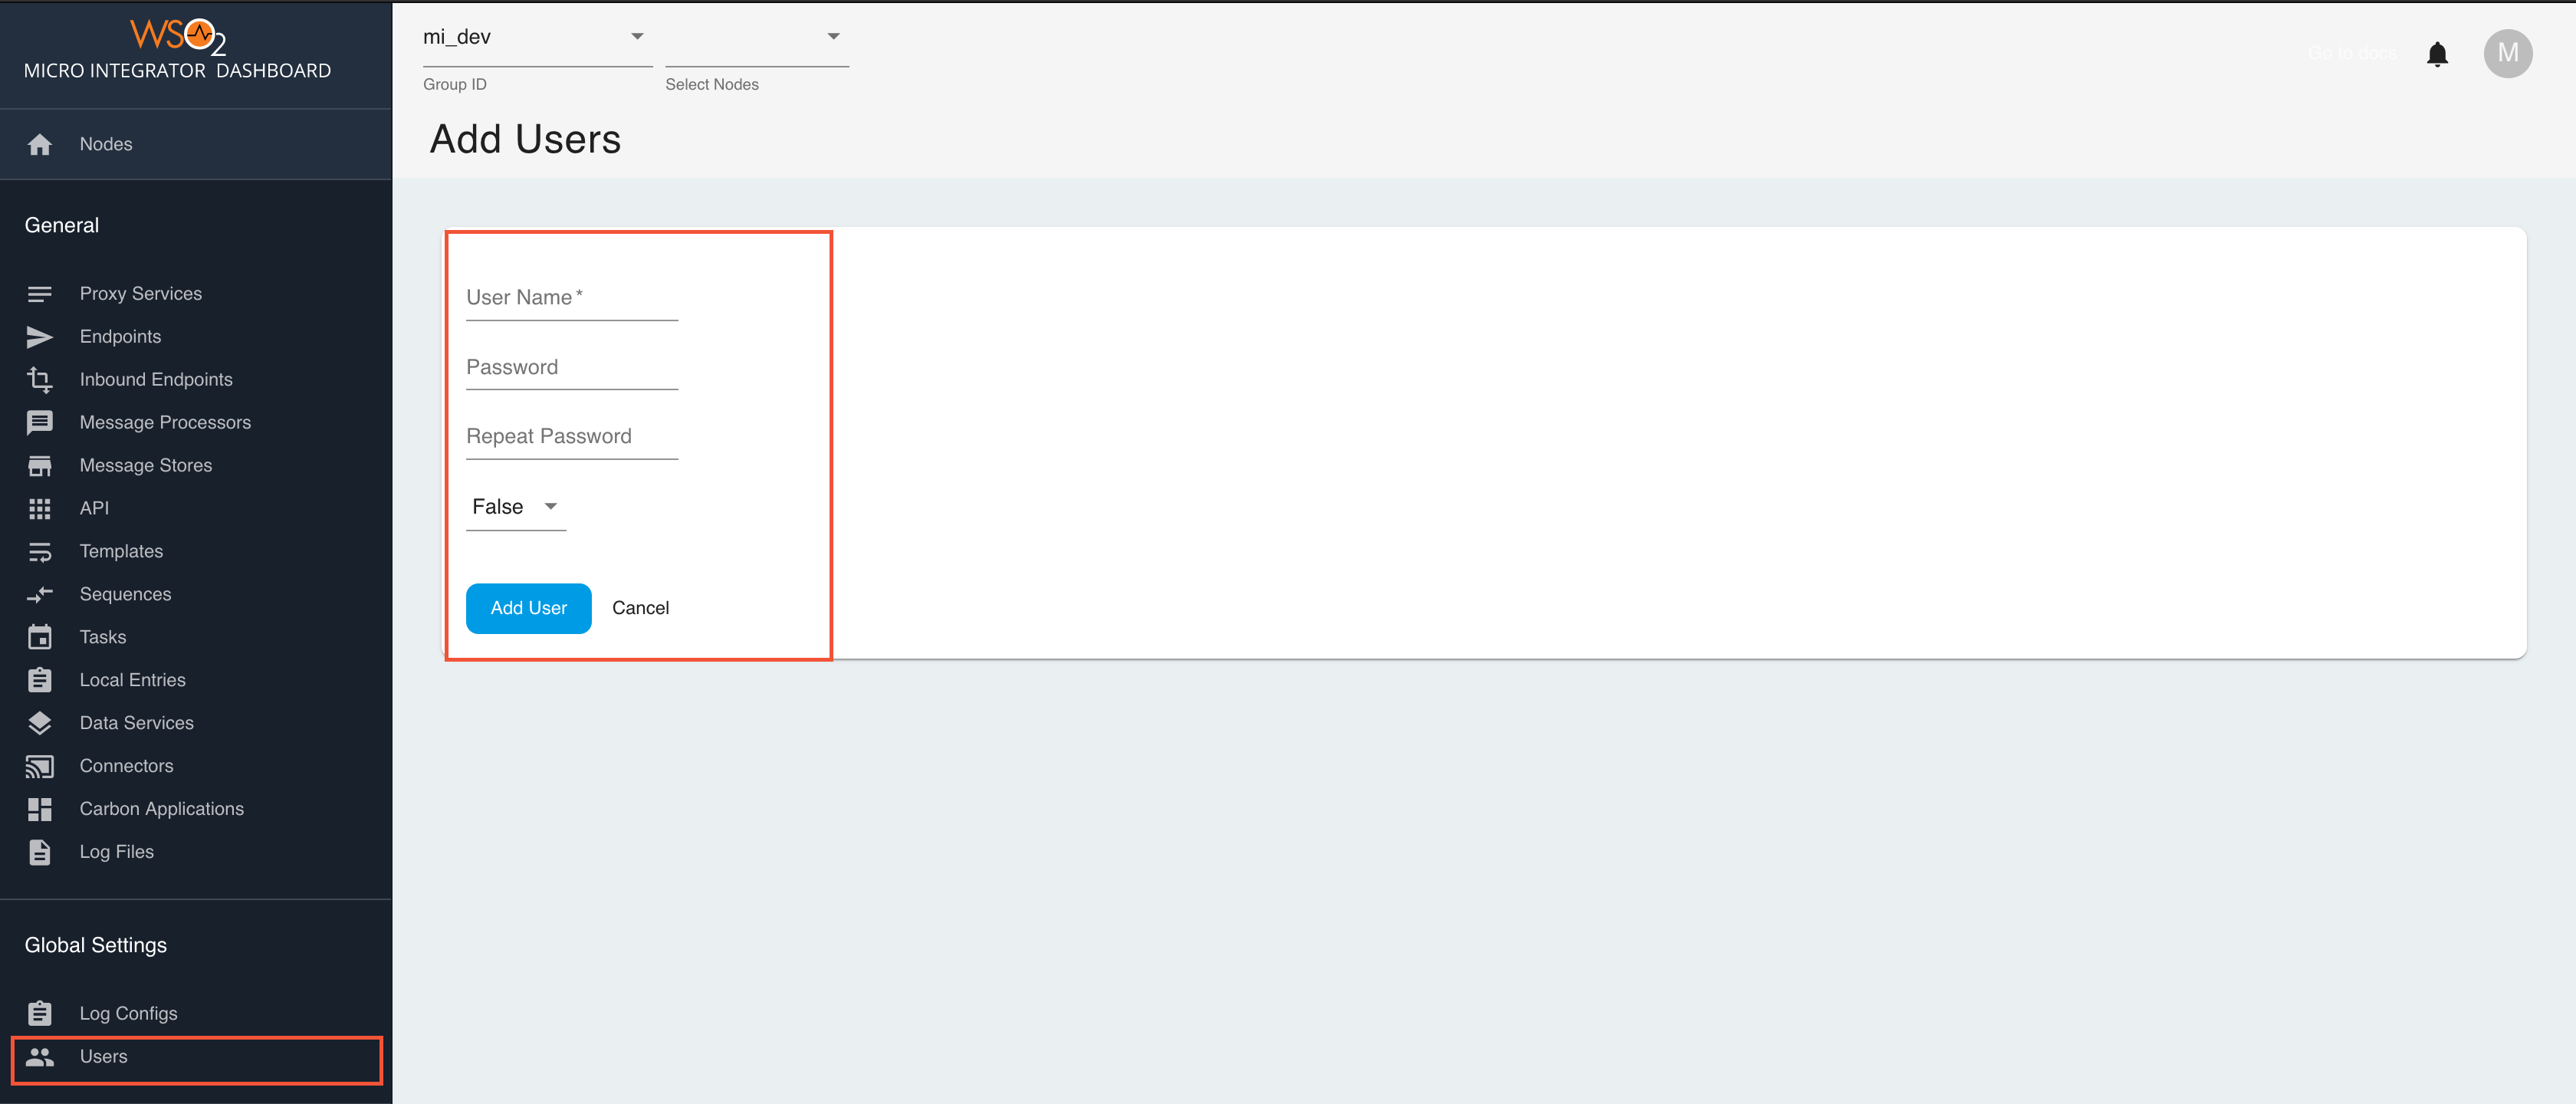 WSO2
MICRO INTEGRATOR DASHBOARD
Nodes
General
Proxy Services
Endpoints
Inbound Endpoints
Message Processors
Message Stores
API
Templates
Sequences
Tasks
Local Entries
Data Services
Connectors
Carbon Applications
Log Files
Global Settings
Log Configs
Users
mi_dev
Group ID
Select Nodes
Go to docs
M
Add Users
User Name *
Password
Repeat Password
False
Add User
Cancel